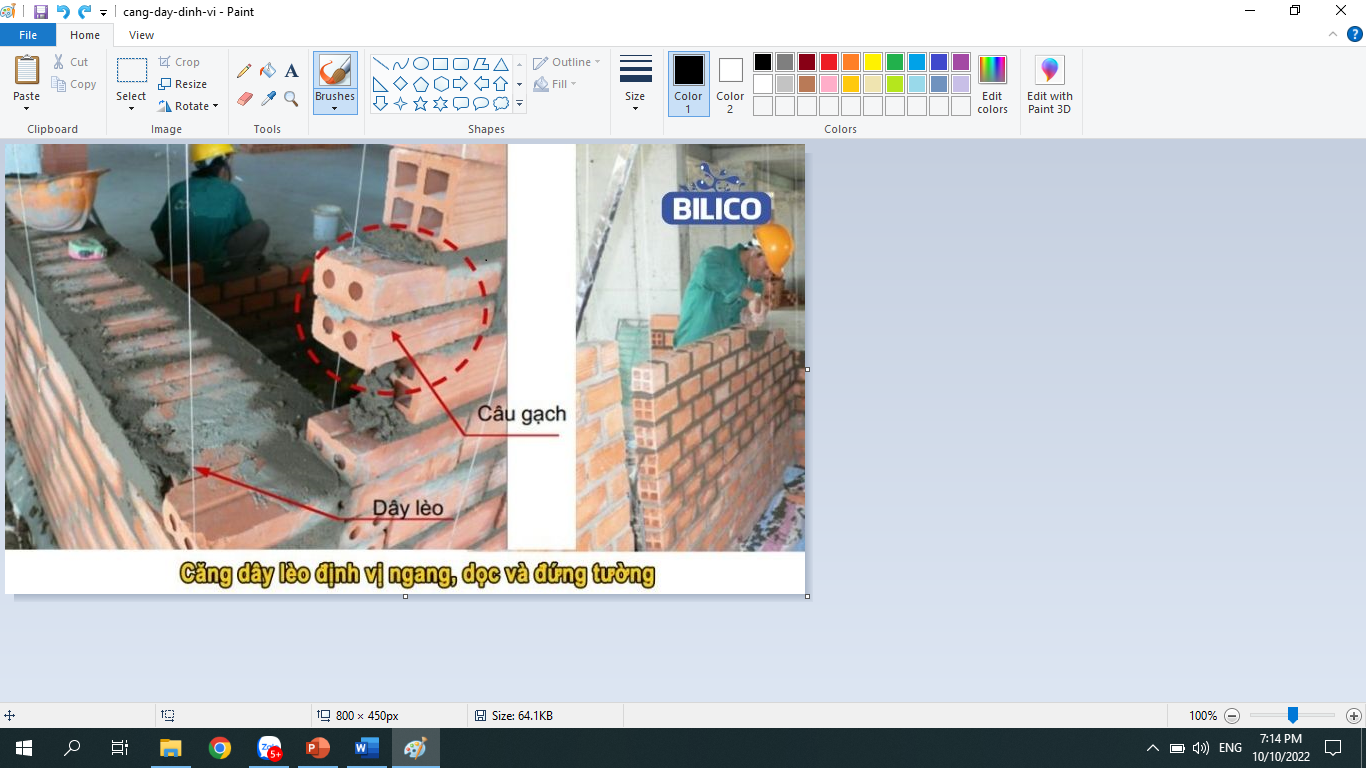 cang-day-dinh-vi - Paint
File
Home
View
Paste
Cut
Copy
Clipboard
Select
Crop
Resize
Rotate
Image
A
Tools
Brushes
Shapes
Outline
Fill
Size
Color 1
Color 2
Colors
Edit colors
Edit with Paint 3D
BILICO
Câu gạch
Dây lèo
Căng dây lèo định vị ngang, dọc và đứng tường
800 × 450px
Size: 64.1KB
100%
Zalo
5+
P
W
ENG
7:14 PM
10/10/2022